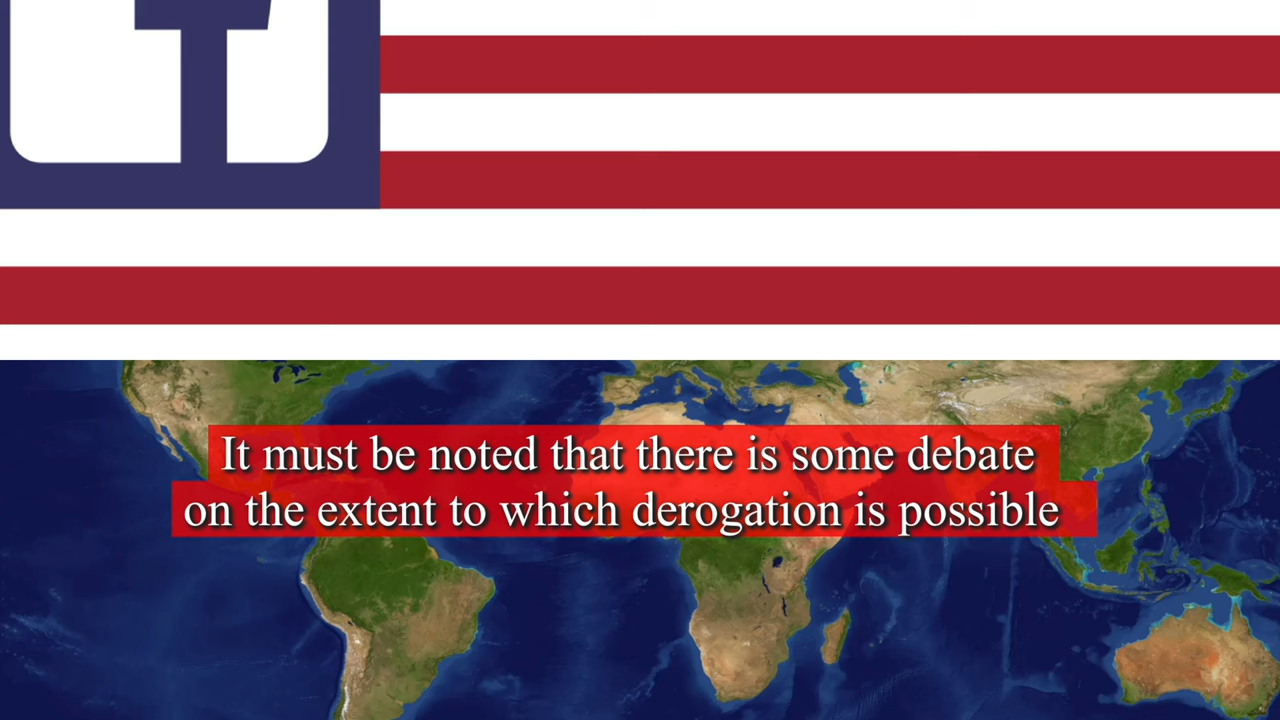 It must be noted that there is some debate
on the extent to which derogation is possible